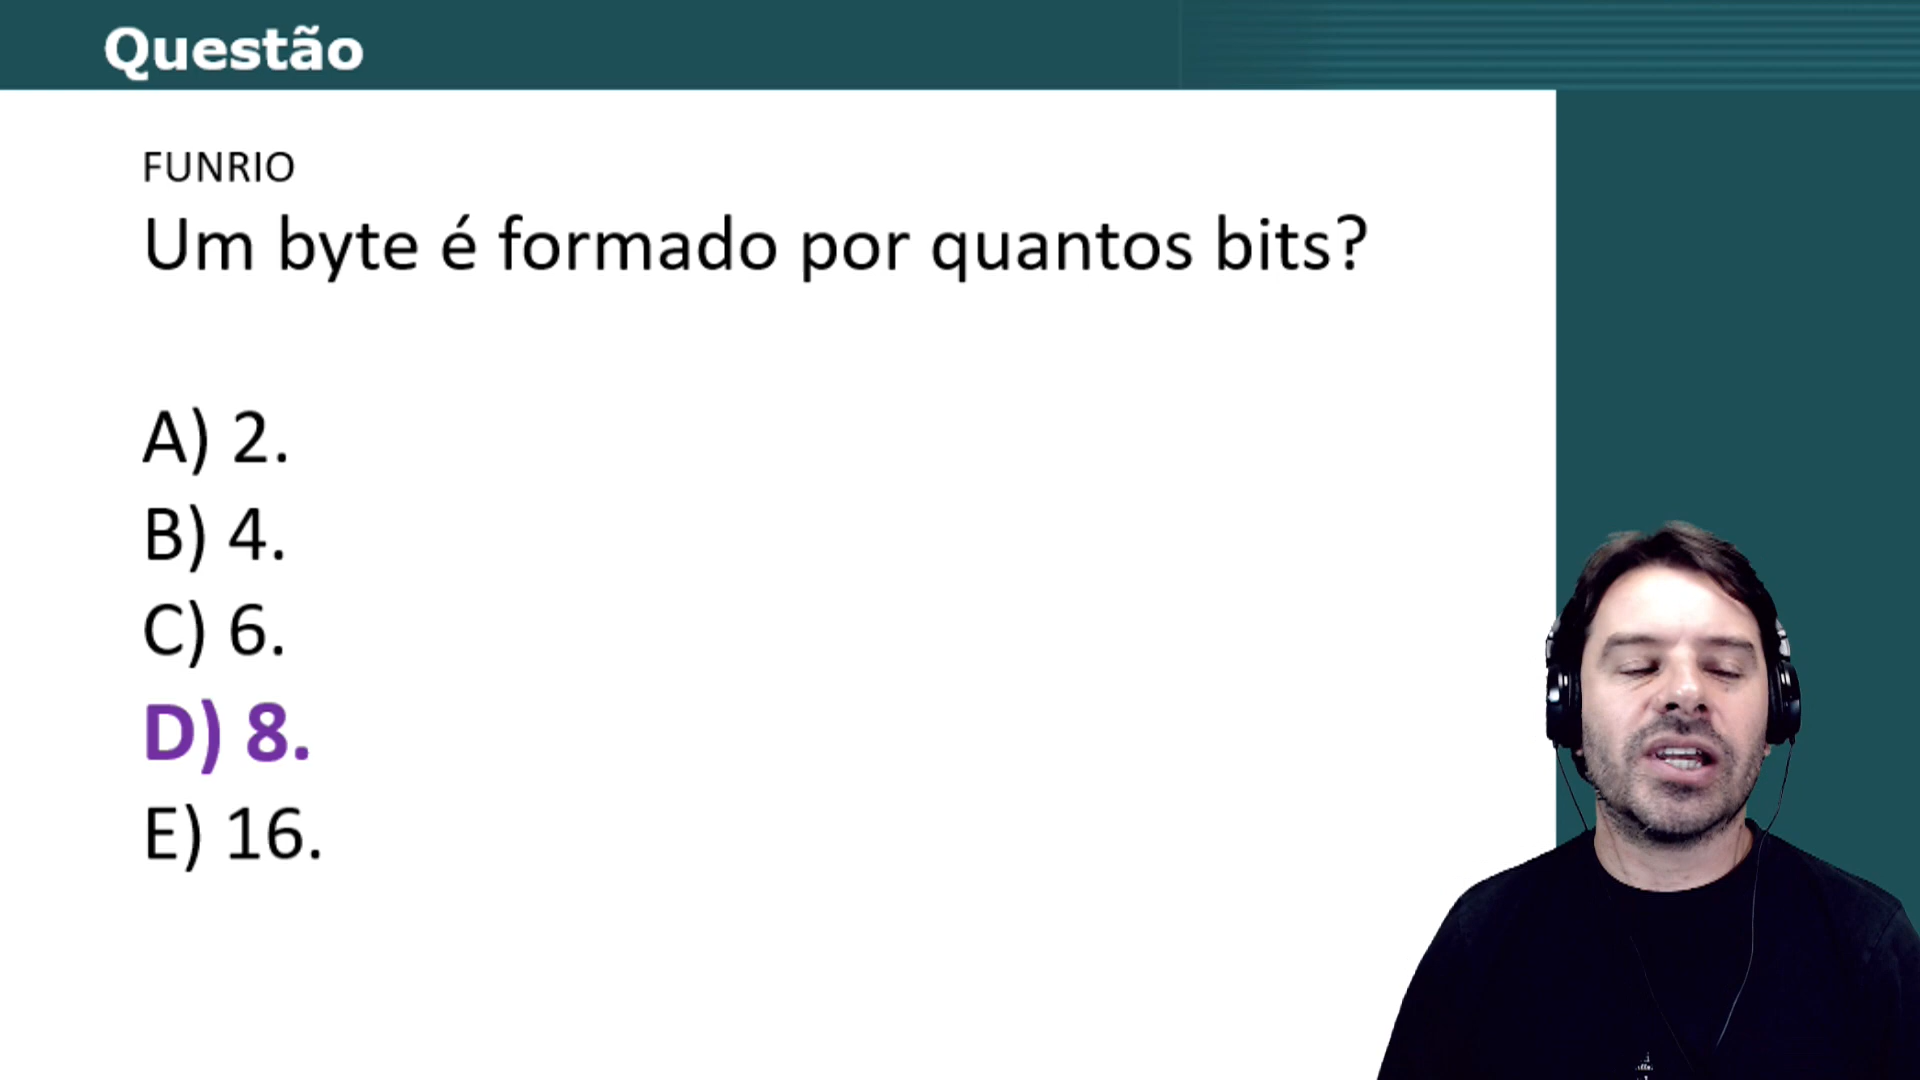 Questão
FUNRIO
Um byte é formado por quantos bits?
A) 2.
B) 4.
C) 6.
D) 8.
E) 16.